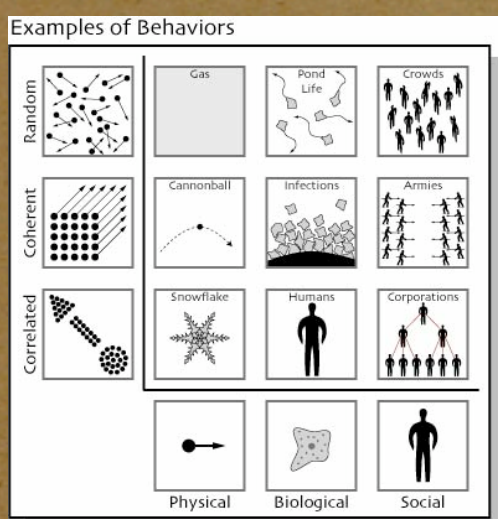 Examples of Behaviors
Random
Gas
Pond
Life
Crowds
Coherent
Cannonball
Infections
Armies
Correlated
Snowflake
Humans
Corporations
Physical
Biological
Social